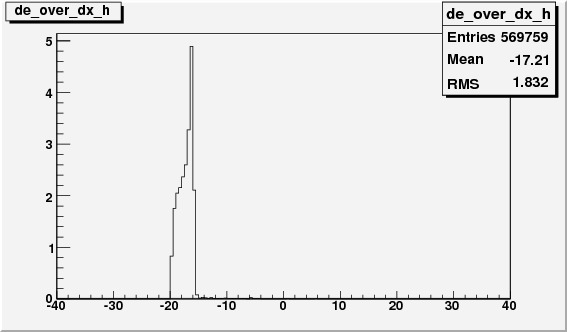 de_over_dx_h
de_over_dx_h
Entries 569759
Mean -17.21
RMS 1.832
5
4
3
2
1
0
-40 -30 -20 -10 0 10 20 30 40